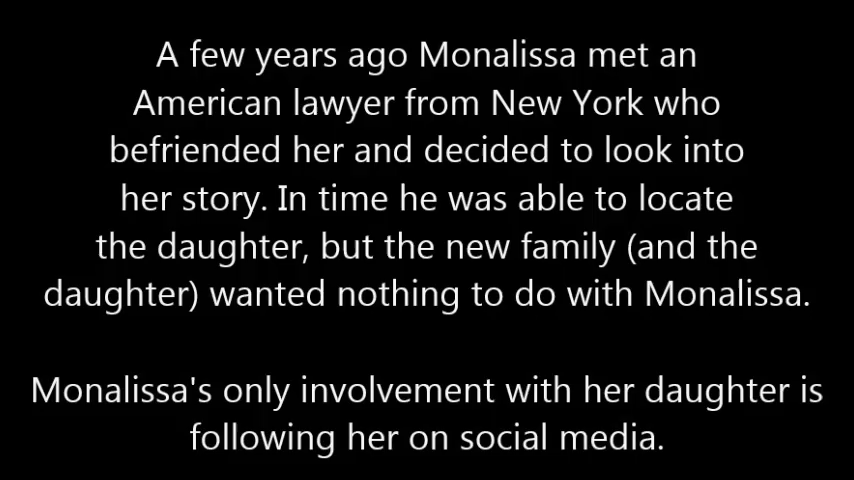 A few years ago Monalissa met an
American lawyer from New York who
befriended her and decided to look into
her story. In time he was able to locate
the daughter, but the new family (and the
daughter) wanted nothing to do with Monalissa.
Monalissa's only involvement with her daughter is
following her on social media.